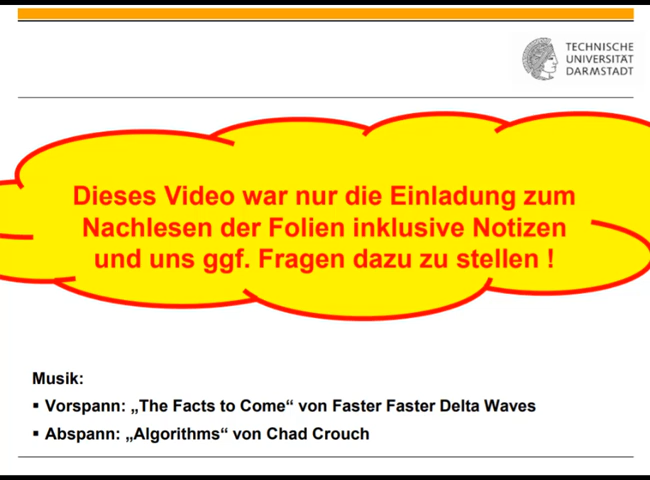 TECHNISCHE
UNIVERSITÄT
DARMSTADT
Dieses Video war nur die Einladung zum
Nachlesen der Folien inklusive Notizen
und uns ggf. Fragen dazu zu stellen !
Musik:
▪ Vorspann: „The Facts to Come“ von Faster Faster Delta Waves
▪ Abspann: „Algorithms“ von Chad Crouch